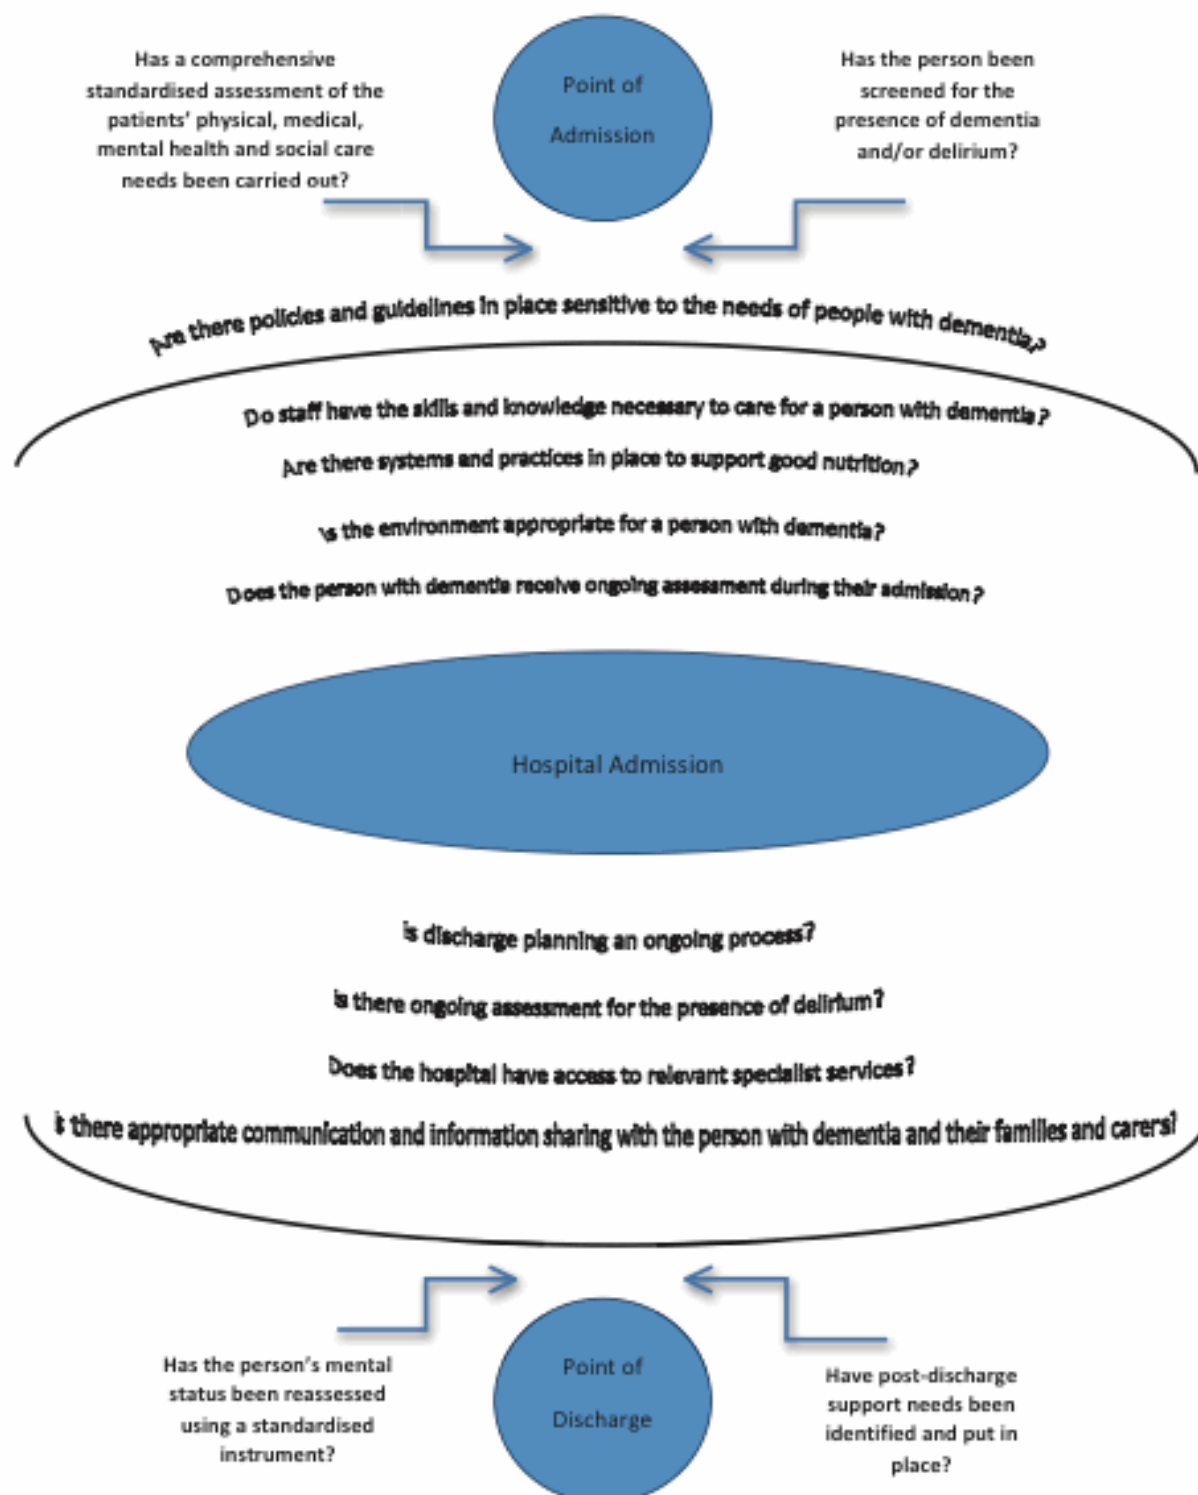 Has a comprehensive
standardised assessment of the
patients' physical, medical,
mental health and social care
needs been carried out?
Point of
Admission
Has the person been
screened for the
presence of dementia
and/or delirium?
Are there policies and guidelines in place sensitive to the needs of people with dementia?
Do staff have the skills and knowledge necessary to care for a person with dementia?
Are there systems and practices in place to support good nutrition?
Is the environment appropriate for a person with dementia?
Does the person with dementia receive ongoing assessment during their admission?
Hospital Admission
Is discharge planning an ongoing process?
Is there ongoing assessment for the presence of delirium?
Does the hospital have access to relevant specialist services?
Is there appropriate communication and information sharing with the person with dementia and their families and carers?
Has the person's mental
status been reassessed
using a standardised
instrument?
Point of
Discharge
Have post-discharge
support needs been
identified and put in
place?